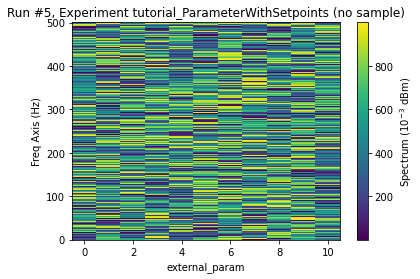 Run #5, Experiment tutorial_ParameterWithSetpoints (no sample)
500
400
300
200
100
0
Freq Axis (Hz)
0 2 4 6 8 10
external_param
800
600
400
200
Spectrum (10⁻³ dBm)